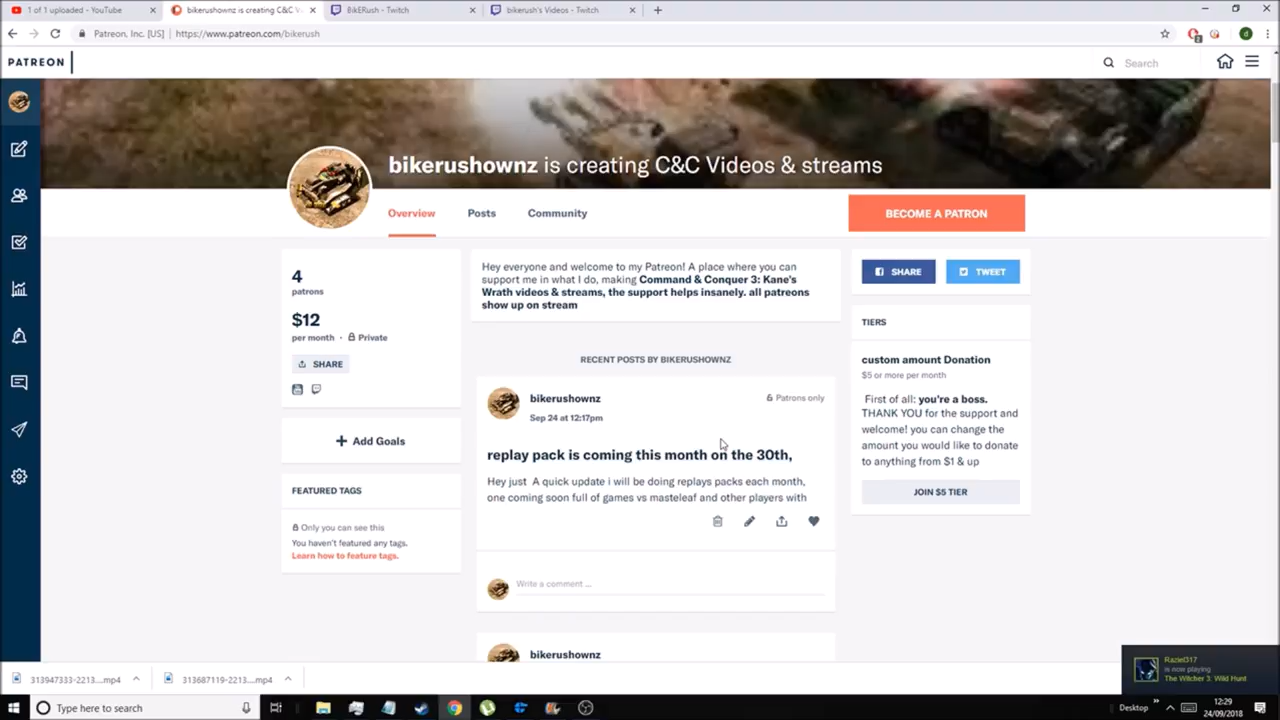 1 of 1 uploaded - YouTube
bikerushownz is creating C&C V
BikERush - Twitch
bikerush's Videos - Twitch
Patreon, Inc. [US]
https://www.patreon.com/bikerush
2
d
PATREON
Search
bikerushownz is creating C&C Videos & streams
Overview
Posts
Community
BECOME A PATRON
4
patrons
$12
per month · Private
SHARE
Add Goals
FEATURED TAGS
Only you can see this
You haven't featured any tags.
Learn how to feature tags.
Hey everyone and welcome to my Patreon! A place where you can
support me in what I do, making Command & Conquer 3: Kane's
Wrath videos & streams, the support helps insanely. all patreons
show up on stream
RECENT POSTS BY BIKERUSHOWNZ
bikerushownz
Patrons only
Sep 24 at 12:17pm
replay pack is coming this month on the 30th,
Hey just A quick update i will be doing replays packs each month,
one coming soon full of games vs masteleaf and other players with
Write a comment ...
bikerushownz
SHARE
TWEET
TIERS
custom amount Donation
$5 or more per month
First of all: you're a boss.
THANK YOU for the support and
welcome! you can change the
amount you would like to donate
to anything from $1 & up
JOIN $5 TIER
313947333-2213....mp4
313687119-2213....mp4
Raziel317
is now playing
The Witcher 3: Wild Hunt
Type here to search
Desktop
12:29
24/09/2018